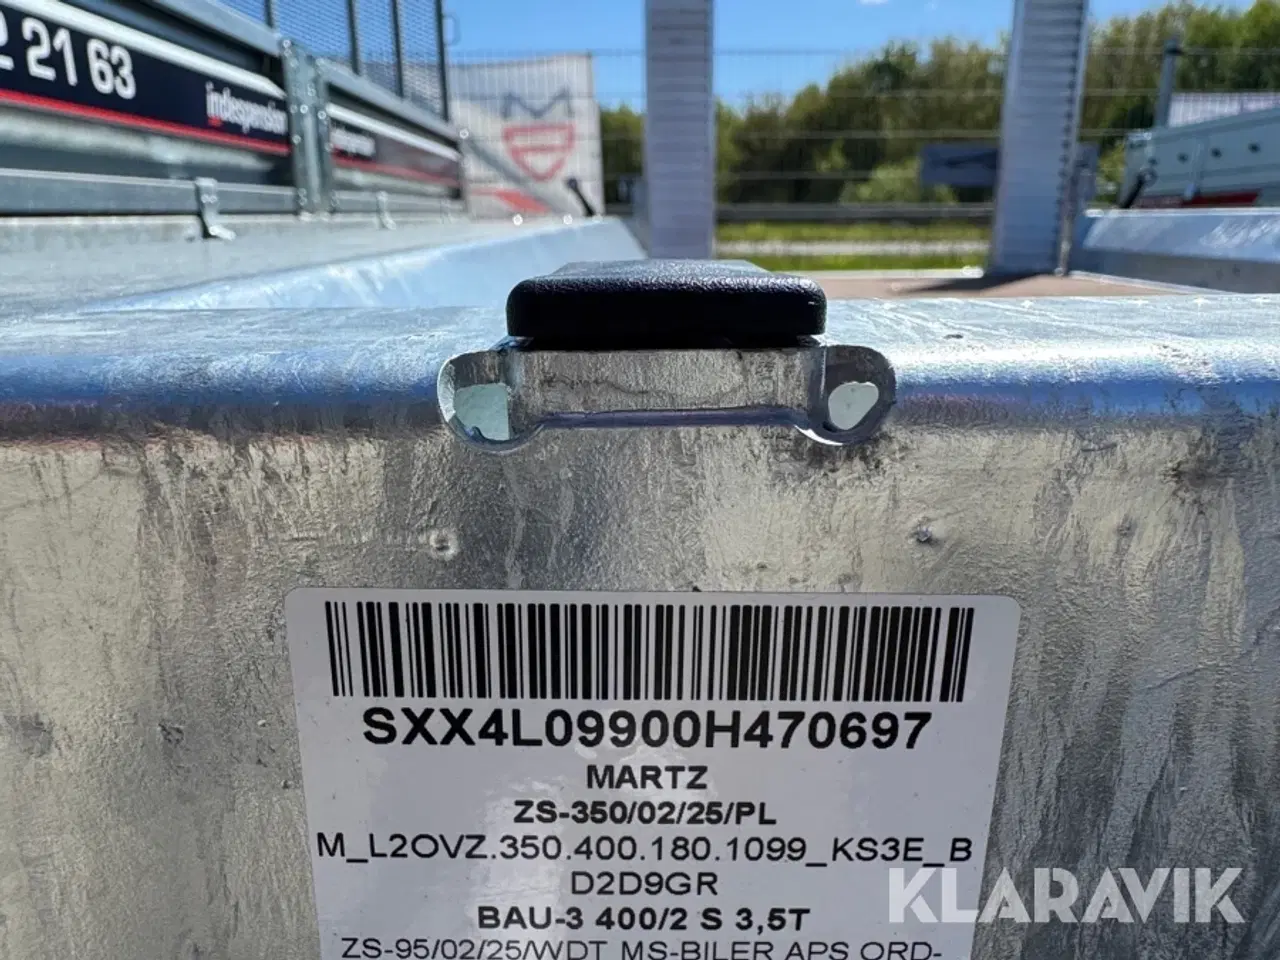 2 21 63
indespension
SXX4L09900H470697
MARTZ
ZS-350/02/25/PL
M_L2OVZ.350.400.180.1099_KS3E_B
D2D9GR
BAU-3 400/2 S 3,5T
ZS-95/02/25/WDT MS-BILER APS ORD-
KLARAVIK